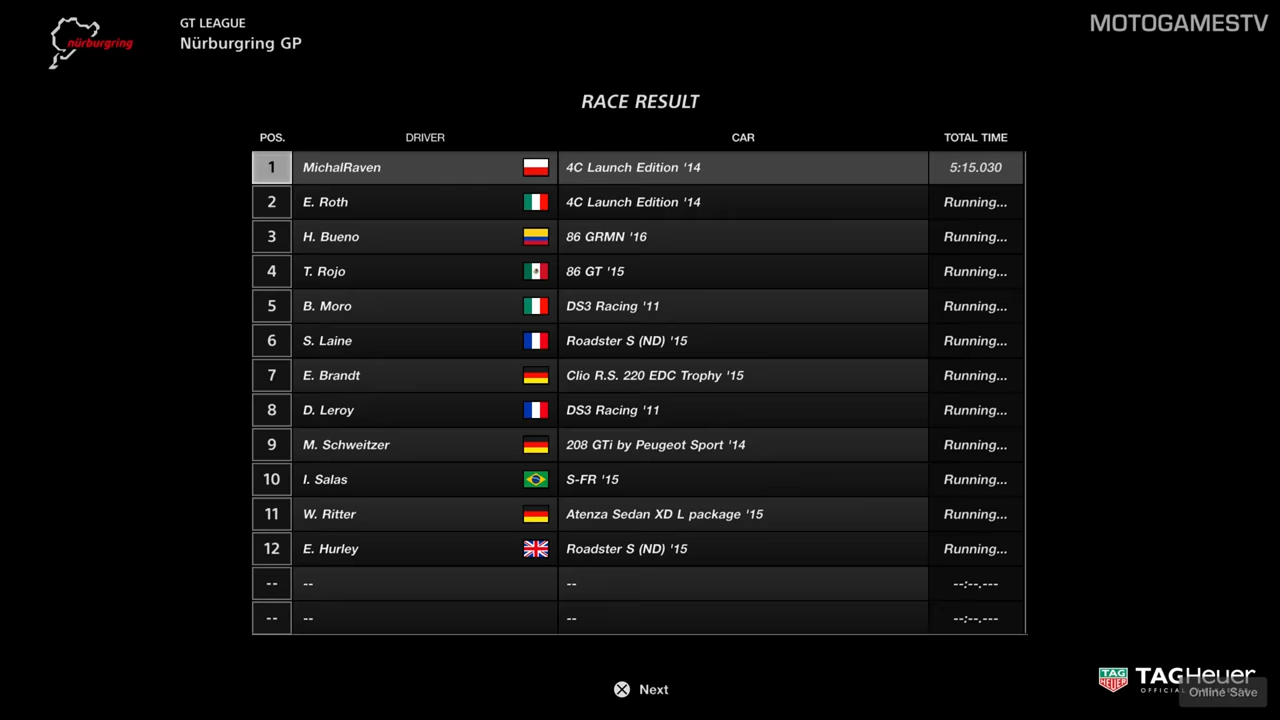 GT LEAGUE
Nürburgring GP
nürburgring
MOTOGAMESTV
RACE RESULT
POS. DRIVER CAR TOTAL TIME
1 MichalRaven 4C Launch Edition '14 5:15.030
2 E. Roth 4C Launch Edition '14 Running...
3 H. Bueno 86 GRMN '16 Running...
4 T. Rojo 86 GT '15 Running...
5 B. Moro DS3 Racing '11 Running...
6 S. Laine Roadster S (ND) '15 Running...
7 E. Brandt Clio R.S. 220 EDC Trophy '15 Running...
8 D. Leroy DS3 Racing '11 Running...
9 M. Schweitzer 208 GTi by Peugeot Sport '14 Running...
10 I. Salas S-FR '15 Running...
11 W. Ritter Atenza Sedan XD L package '15 Running...
12 E. Hurley Roadster S (ND) '15 Running...
-- -- -- --:--.---
-- -- -- --:--.---
Next
TAG HEUER TAGHeuer
OFFICIAL
Online Save